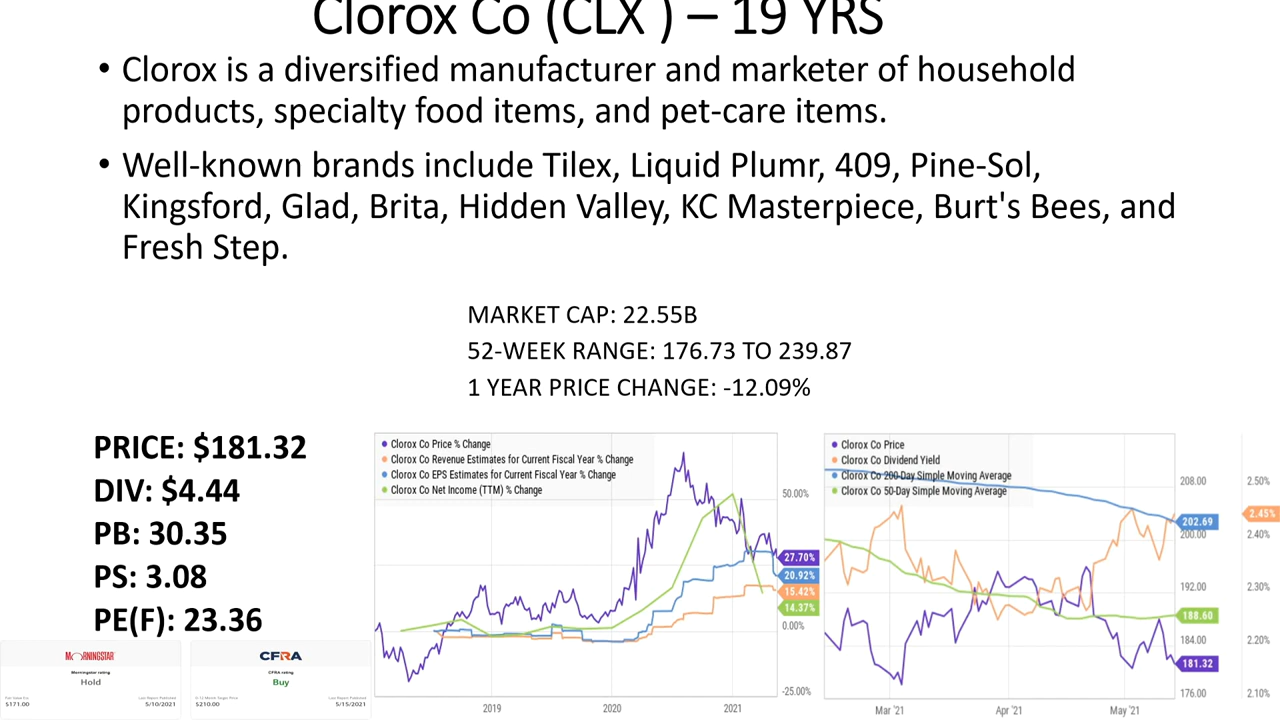 Clorox Co (CLX ) – 19 YRS
• Clorox is a diversified manufacturer and marketer of household
products, specialty food items, and pet-care items.
• Well-known brands include Tilex, Liquid Plumr, 409, Pine-Sol,
Kingsford, Glad, Brita, Hidden Valley, KC Masterpiece, Burt's Bees, and
Fresh Step.
MARKET CAP: 22.55B
52-WEEK RANGE: 176.73 TO 239.87
1 YEAR PRICE CHANGE: -12.09%
PRICE: $181.32
DIV: $4.44
PB: 30.35
PS: 3.08
PE(F): 23.36
MORNINGSTAR
Morningstar rating
Hold
$171.00
5/10/2021
CFRA
CFRA rating
Buy
$210.00
5/15/2021
Clorox Co Price % Change
Clorox Co Revenue Estimates for Current Fiscal Year % Change
Clorox Co EPS Estimates for Current Fiscal Year % Change
Clorox Co Net Income (TTM) % Change
50.00%
27.70%
20.92%
15.42%
14.37%
0.00%
-25.00%
2019
2020
2021
Clorox Co Price
Clorox Co Dividend Yield
Clorox Co 200-Day Simple Moving Average
Clorox Co 50-Day Simple Moving Average
208.00
202.69
200.00
192.00
188.60
184.00
181.32
176.00
2.50%
2.45%
2.40%
2.30%
2.20%
2.10%
Mar '21
Apr '21
May '21